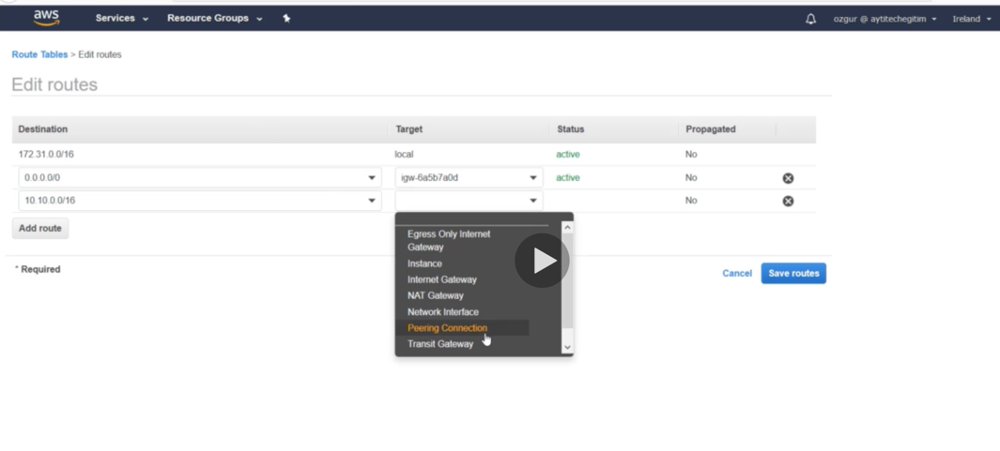 aws
Services
Resource Groups
ozgur @ aytitechegitim
Ireland
Route Tables > Edit routes
Edit routes
Destination Target Status Propagated
172.31.0.0/16 local active No
0.0.0.0/0 igw-6a5b7a0d active No
10.10.0.0/16 No
Add route
Egress Only Internet
Gateway
Instance
Internet Gateway
NAT Gateway
Network Interface
Peering Connection
Transit Gateway
* Required
Cancel Save routes